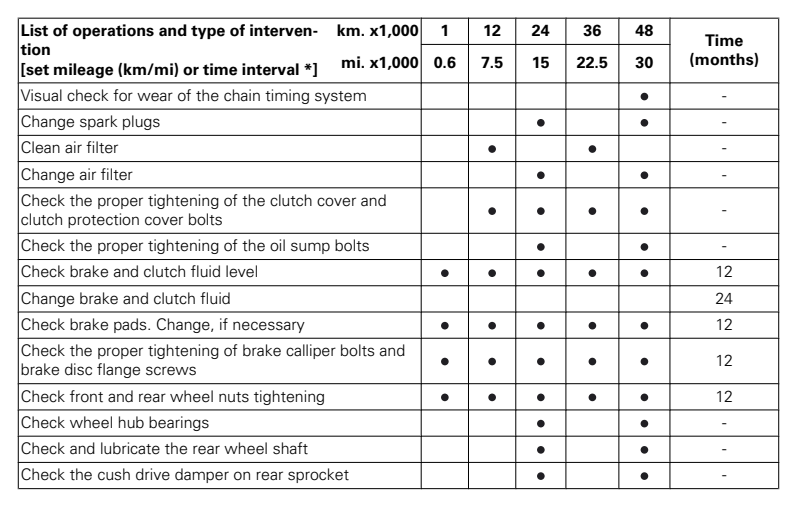 List of operations and type of interven- km. x1,000 1 12 24 36 48 Time
tion
[set mileage (km/mi) or time interval *] mi. x1,000 0.6 7.5 15 22.5 30 (months)
Visual check for wear of the chain timing system ● -
Change spark plugs ● ● -
Clean air filter ● ● -
Change air filter ● ● -
Check the proper tightening of the clutch cover and
clutch protection cover bolts ● ● ● ● -
Check the proper tightening of the oil sump bolts ● ● -
Check brake and clutch fluid level ● ● ● ● ● 12
Change brake and clutch fluid 24
Check brake pads. Change, if necessary ● ● ● ● ● 12
Check the proper tightening of brake calliper bolts and
brake disc flange screws ● ● ● ● ● 12
Check front and rear wheel nuts tightening ● ● ● ● ● 12
Check wheel hub bearings ● ● -
Check and lubricate the rear wheel shaft ● ● -
Check the cush drive damper on rear sprocket ● ● -